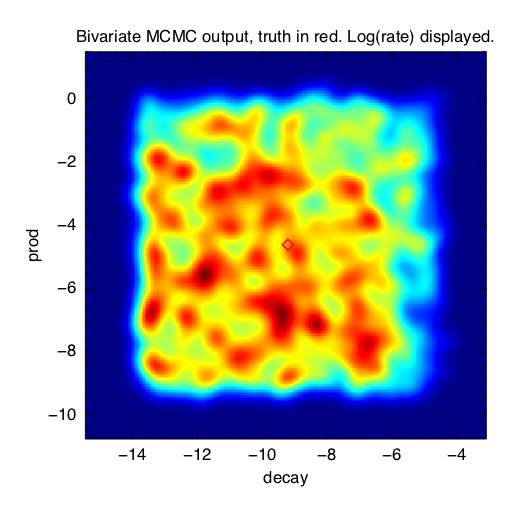 Bivariate MCMC output, truth in red. Log(rate) displayed.
0
−2
−4
−6
−8
−10
prod
−14 −12 −10 −8 −6 −4
decay